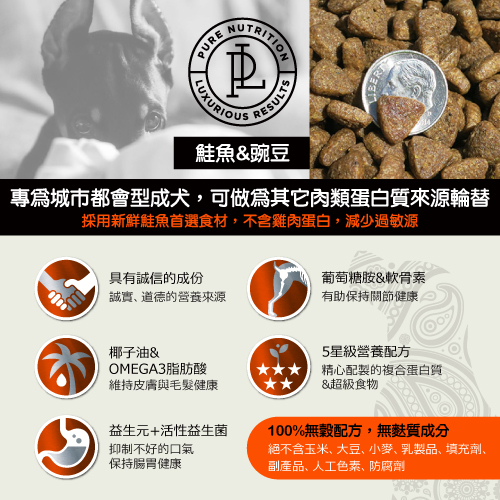 PURE NUTRITION
PL
LUXURIOUS RESULTS
LIBERTY
鮭魚&豌豆
專為城市都會型成犬，可做為其它肉類蛋白質來源輪替
採用新鮮鮭魚首選食材，不含雞肉蛋白，減少過敏源
具有誠信的成份
誠實、道德的營養來源
葡萄糖胺&軟骨素
有助保持關節健康
椰子油&
OMEGA3脂肪酸
維持皮膚與毛髮健康
5星級營養配方
精心配製的複合蛋白質
&超級食物
益生元+活性益生菌
抑制不好的口氣
保持腸胃健康
100%無穀配方，無麩質成分
絕不含玉米、大豆、小麥、乳製品、填充劑、
副產品、人工色素、防腐劑